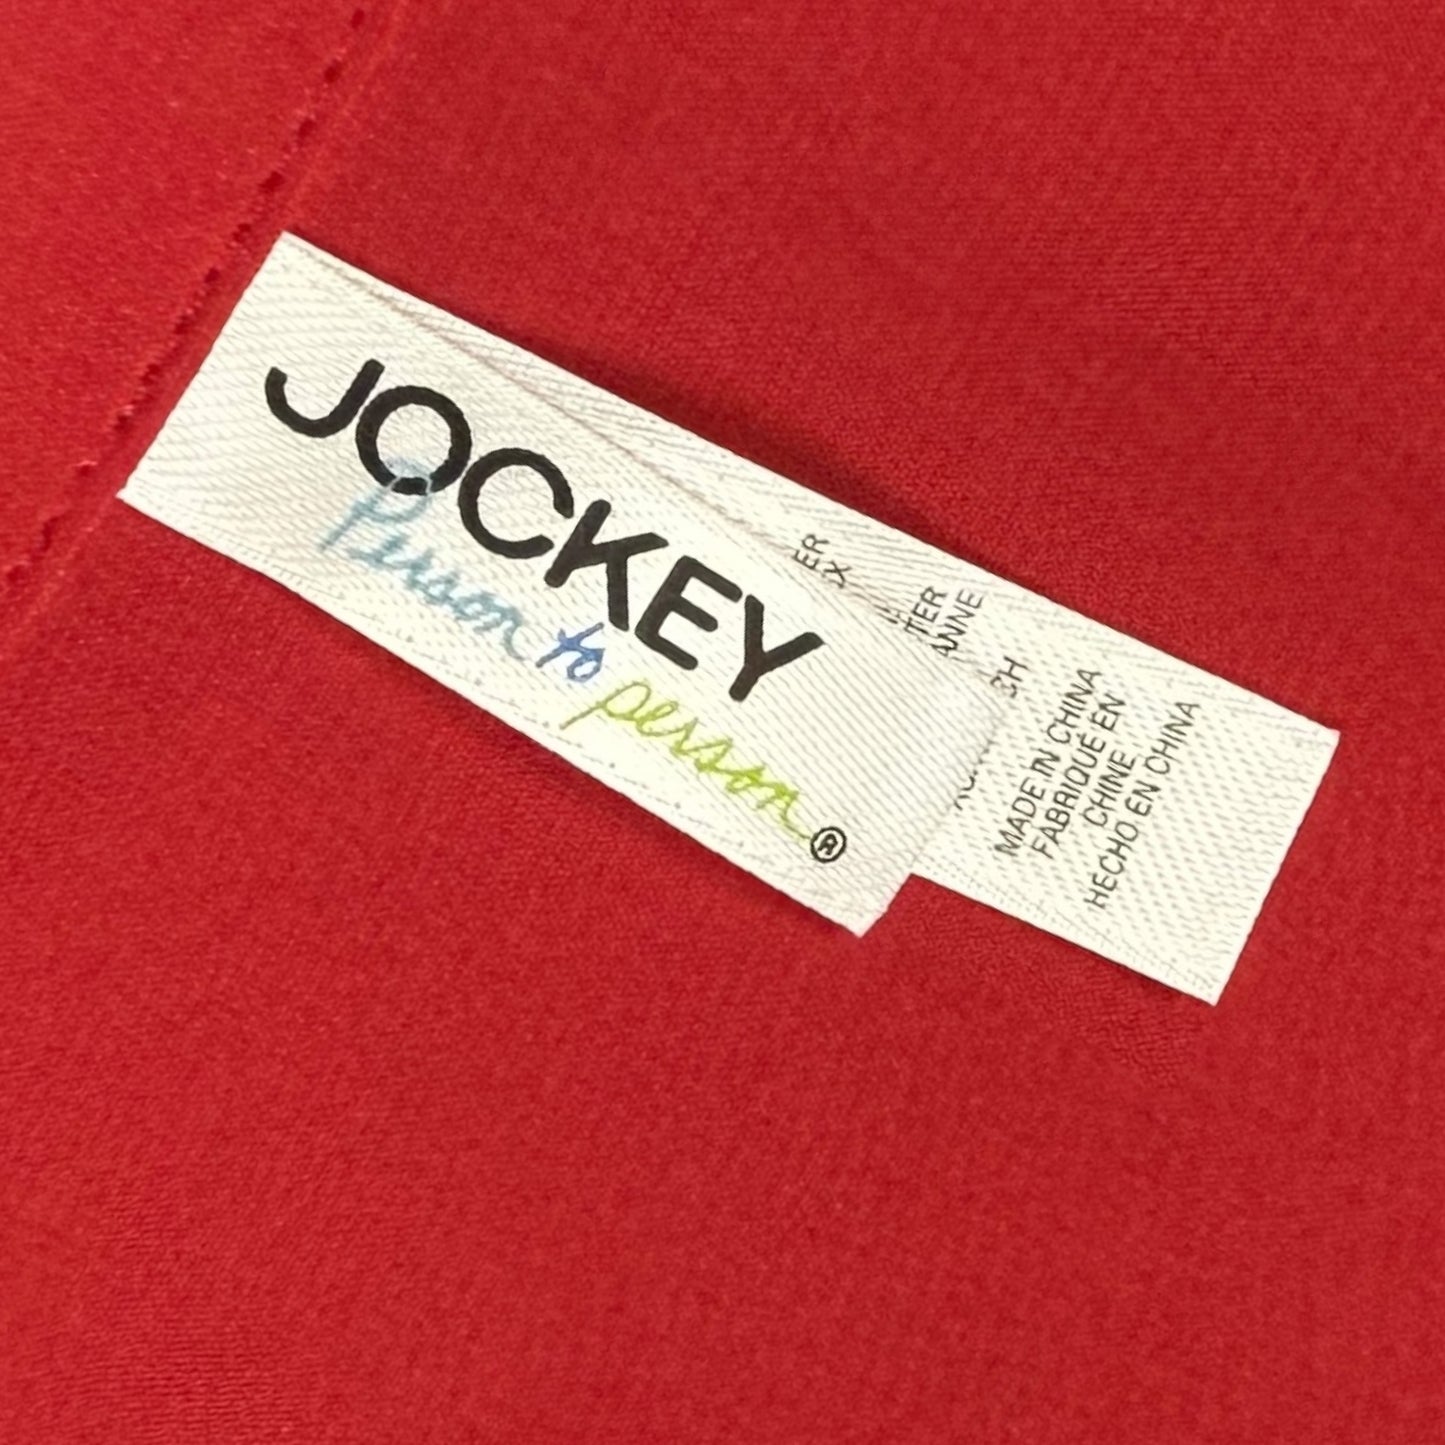 JOCKEY
Person to person®
MADE IN CHINA
FABRIQUÉ EN
CHINE
HECHO EN CHINA